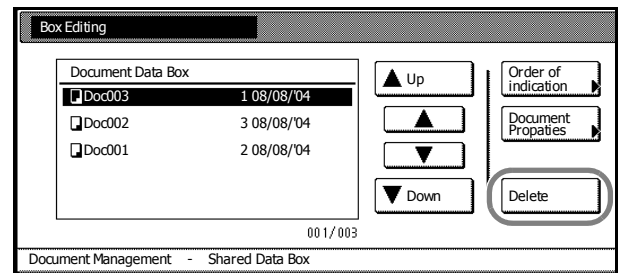 Box Editing
Document Data Box
Doc003 1 08/08/'04
Doc002 3 08/08/'04
Doc001 2 08/08/'04
001/003
Up
Down
Order of
indication
Document
Propaties
Delete
Document Management - Shared Data Box